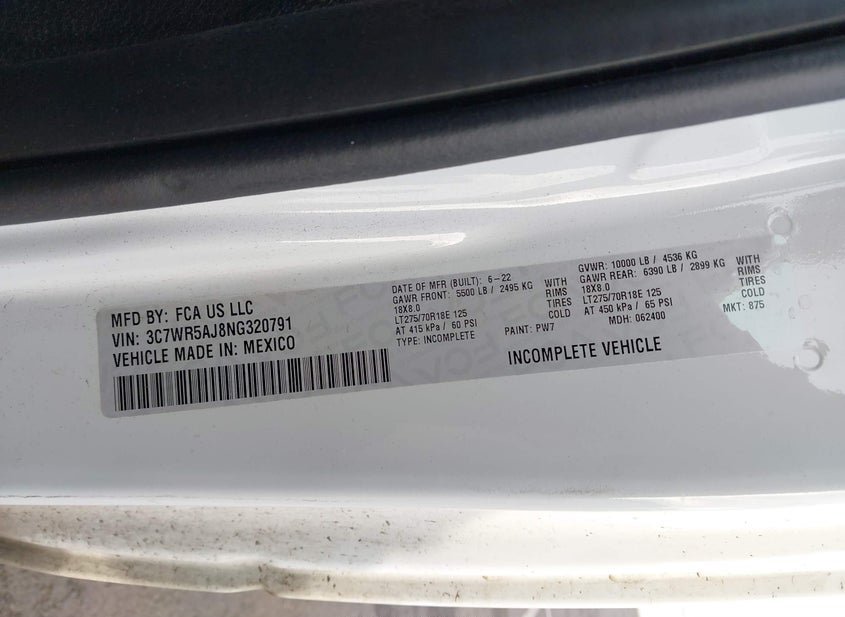 MFD BY: FCA US LLC
VIN: 3C7WR5AJ8NG320791
VEHICLE MADE IN: MEXICO
DATE OF MFR (BUILT): 6-22
GAWR FRONT: 5500 LB / 2495 KG WITH
18X8.0 RIMS
LT275/70R18E 125 TIRES
AT 415 kPa / 60 PSI COLD
TYPE: INCOMPLETE PAINT: PW7
GVWR: 10000 LB / 4536 KG
GAWR REAR: 6390 LB / 2899 KG WITH
18X8.0 RIMS
LT275/70R18E 125 TIRES
AT 450 kPa / 65 PSI COLD
MDH: 062400 MKT: 875
INCOMPLETE VEHICLE